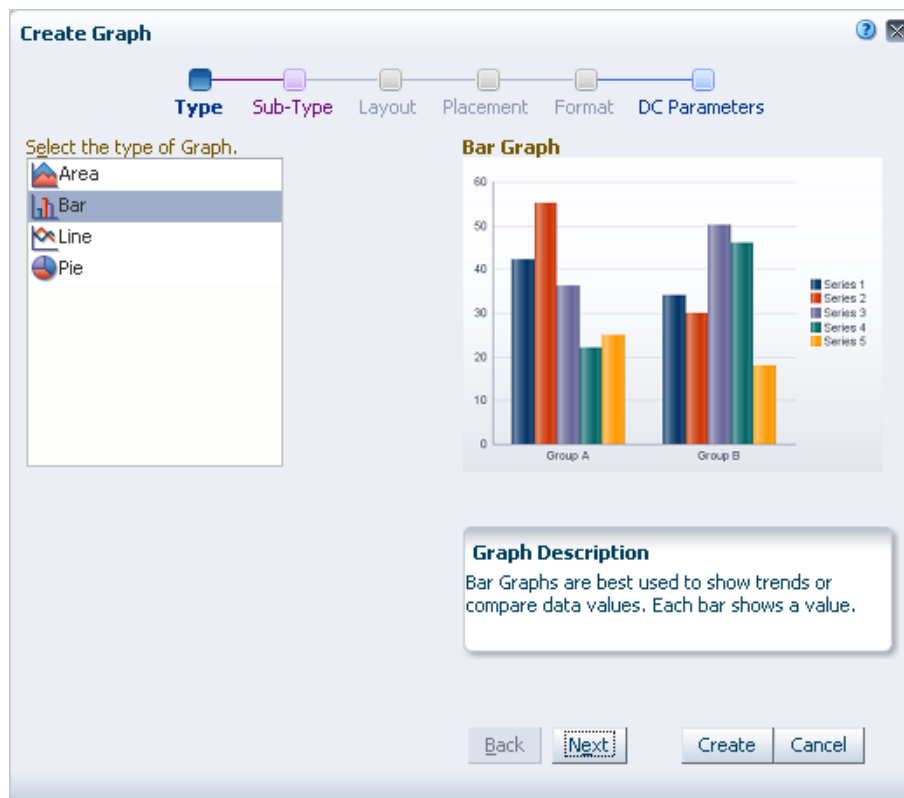 Create Graph
?
Type Sub-Type Layout Placement Format DC Parameters
Select the type of Graph.
Area
Bar
Line
Pie
Bar Graph
60
50
40
30
20
10
0
Group A Group B
Series 1
Series 2
Series 3
Series 4
Series 5
Graph Description
Bar Graphs are best used to show trends or
compare data values. Each bar shows a value.
Back Next Create Cancel